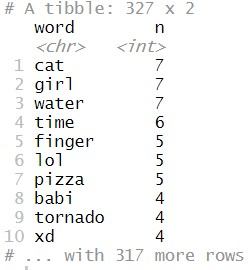 # A tibble: 327 x 2
word n
<chr> <int>
1 cat 7
2 girl 7
3 water 7
4 time 6
5 finger 5
6 lol 5
7 pizza 5
8 babi 4
9 tornado 4
10 xd 4
# ... with 317 more rows